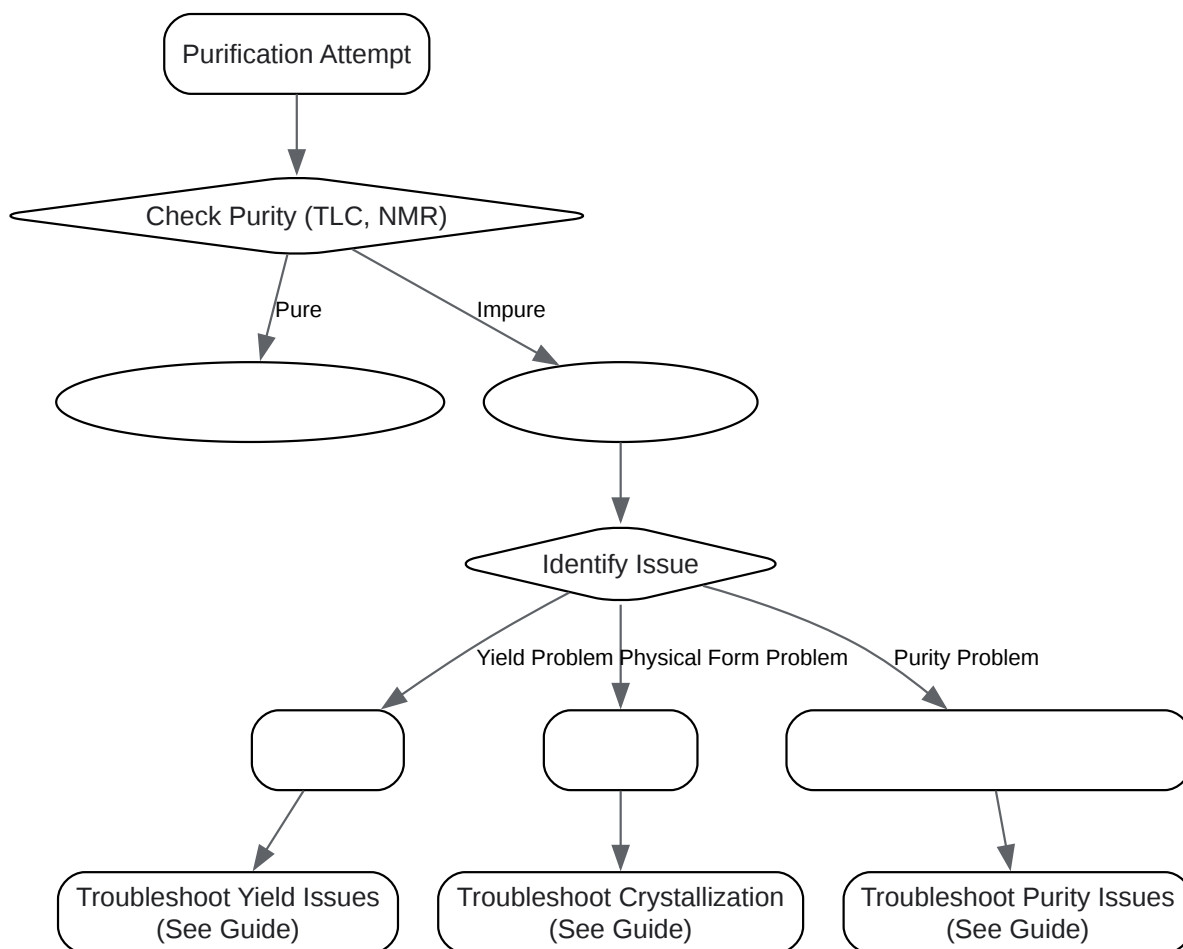 Purification Attempt
Check Purity (TLC, NMR)
Pure
Impure
Identify Issue
Yield Problem
Physical Form Problem
Purity Problem
Troubleshoot Yield Issues
(See Guide)
Troubleshoot Crystallization
(See Guide)
Troubleshoot Purity Issues
(See Guide)